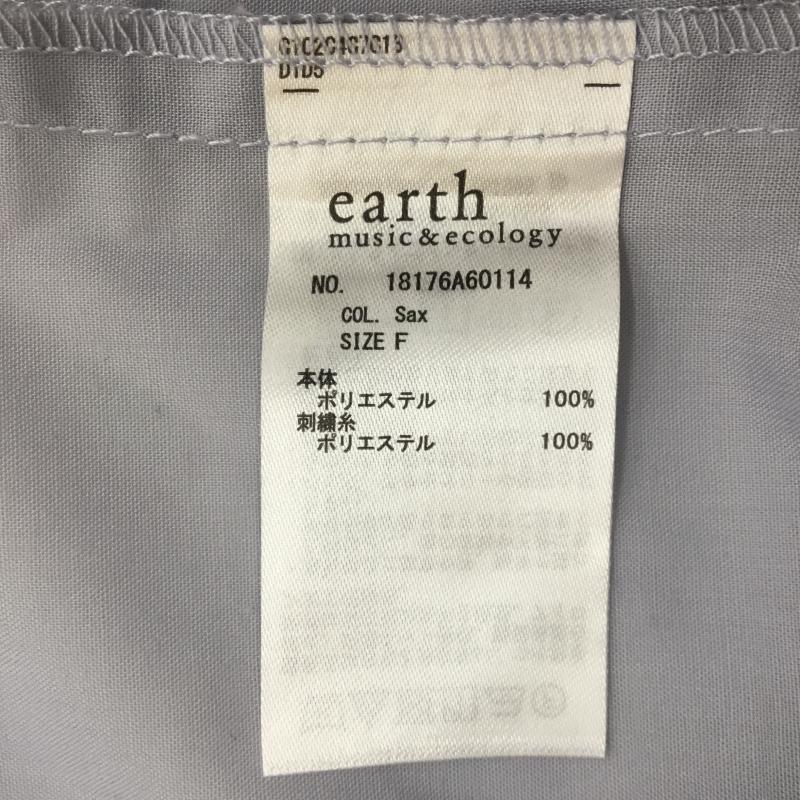 D1D5
earth
music&ecology
NO. 18176A60114
COL. Sax
SIZE F
本体
ポリエステル 100%
刺繍糸
ポリエステル 100%